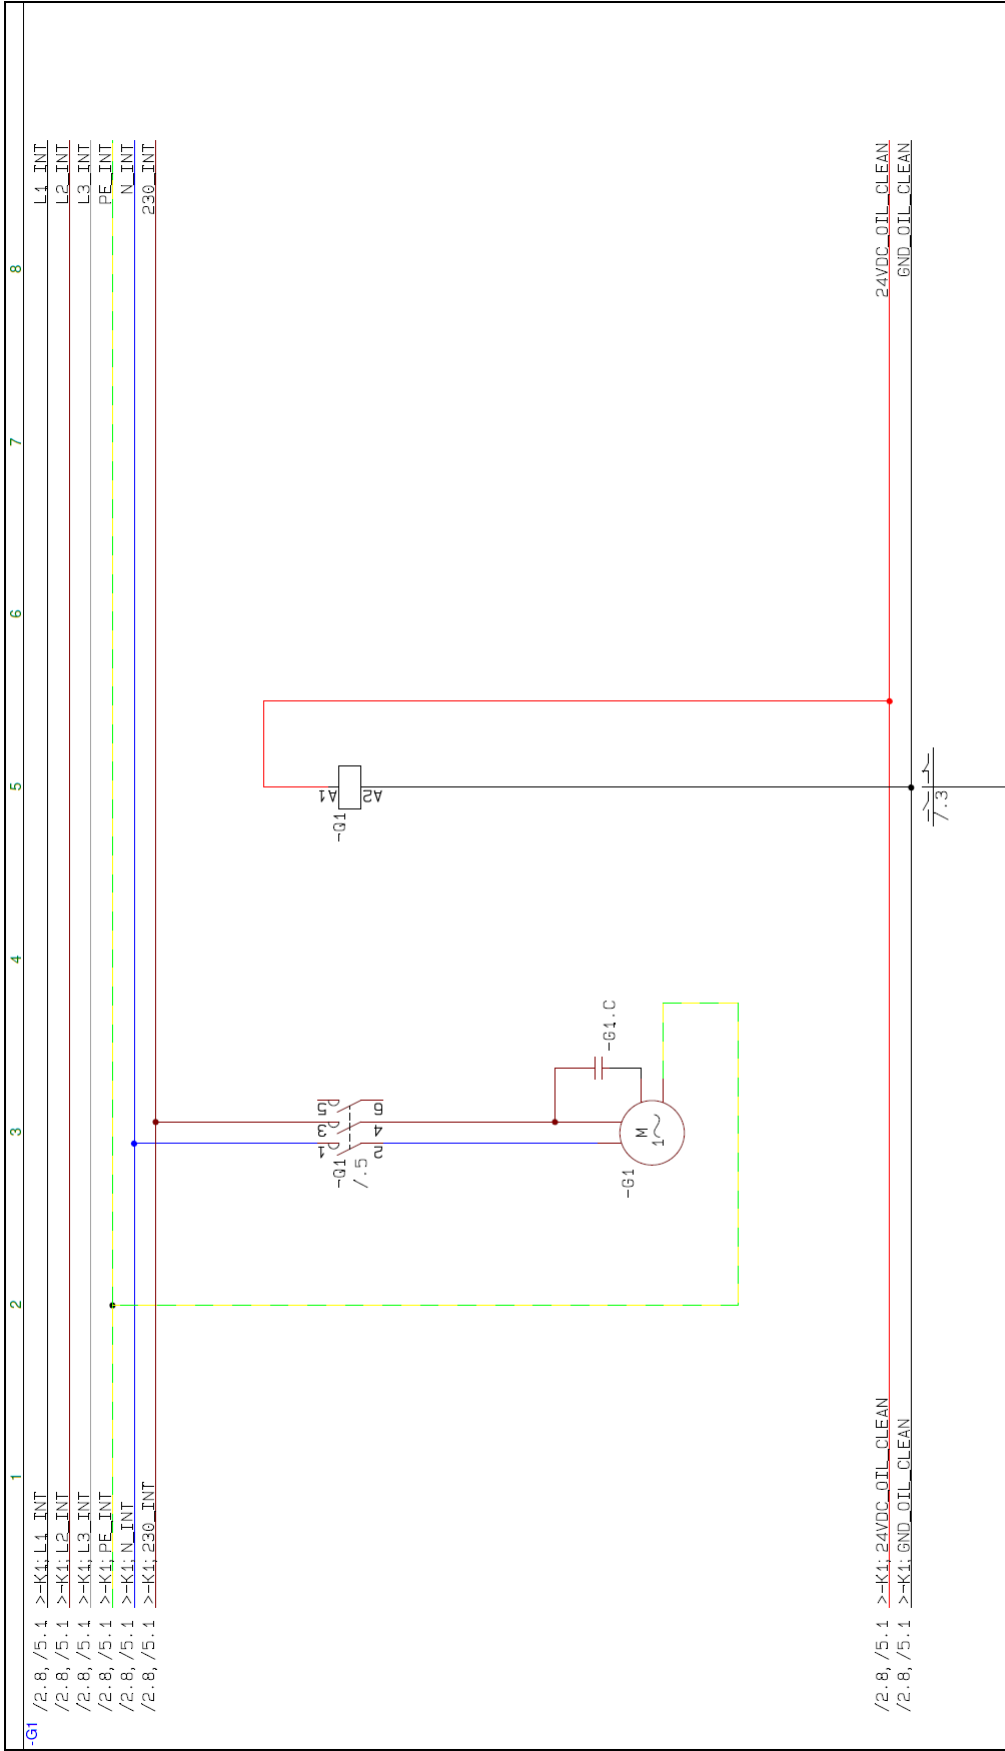 -G1
1 2 3 4 5 6 7 8
/2.8,/5.1 >-K1;L1_INT L1_INT
/2.8,/5.1 >-K1;L2_INT L2_INT
/2.8,/5.1 >-K1;L3_INT L3_INT
/2.8,/5.1 >-K1;PE_INT PE_INT
/2.8,/5.1 >-K1;N_INT N_INT
/2.8,/5.1 >-K1;230_INT 230_INT
-Q1
/.5
1 3 5
2 4 6
-Q1
A1
A2
-G1.C
-G1
M
1~
/2.8,/5.1 >-K1;24VDC_OIL_CLEAN 24VDC_OIL_CLEAN
/2.8,/5.1 >-K1;GND_OIL_CLEAN GND_OIL_CLEAN
/.3